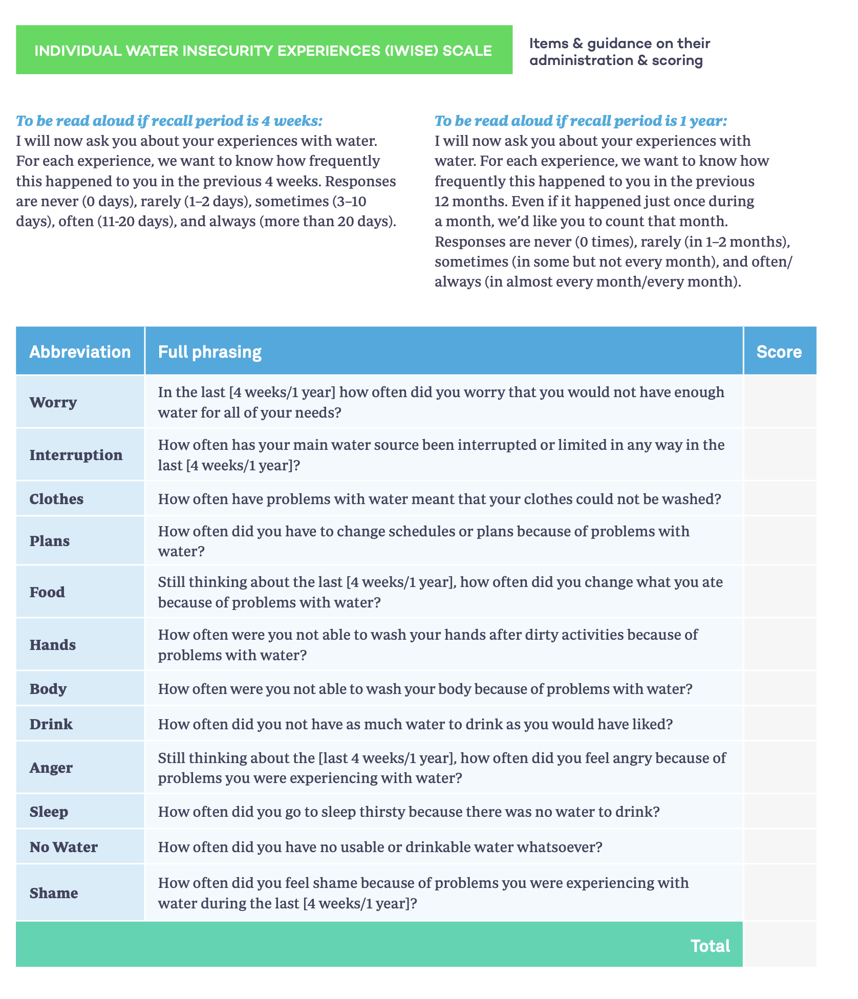 INDIVIDUAL WATER INSECURITY EXPERIENCES (IWISE) SCALE
Items & guidance on their
administration & scoring
To be read aloud if recall period is 4 weeks:
I will now ask you about your experiences with water.
For each experience, we want to know how frequently
this happened to you in the previous 4 weeks. Responses
are never (0 days), rarely (1–2 days), sometimes (3–10
days), often (11-20 days), and always (more than 20 days).
To be read aloud if recall period is 1 year:
I will now ask you about your experiences with
water. For each experience, we want to know how
frequently this happened to you in the previous
12 months. Even if it happened just once during
a month, we’d like you to count that month.
Responses are never (0 times), rarely (in 1–2 months),
sometimes (in some but not every month), and often/
always (in almost every month/every month).
Abbreviation Full phrasing Score
Worry
In the last [4 weeks/1 year] how often did you worry that you would not have enough
water for all of your needs?
Interruption
How often has your main water source been interrupted or limited in any way in the
last [4 weeks/1 year]?
Clothes
How often have problems with water meant that your clothes could not be washed?
Plans
How often did you have to change schedules or plans because of problems with
water?
Food
Still thinking about the last [4 weeks/1 year], how often did you change what you ate
because of problems with water?
Hands
How often were you not able to wash your hands after dirty activities because of
problems with water?
Body
How often were you not able to wash your body because of problems with water?
Drink
How often did you not have as much water to drink as you would have liked?
Anger
Still thinking about the [last 4 weeks/1 year], how often did you feel angry because of
problems you were experiencing with water?
Sleep
How often did you go to sleep thirsty because there was no water to drink?
No Water
How often did you have no usable or drinkable water whatsoever?
Shame
How often did you feel shame because of problems you were experiencing with
water during the last [4 weeks/1 year]?
Total